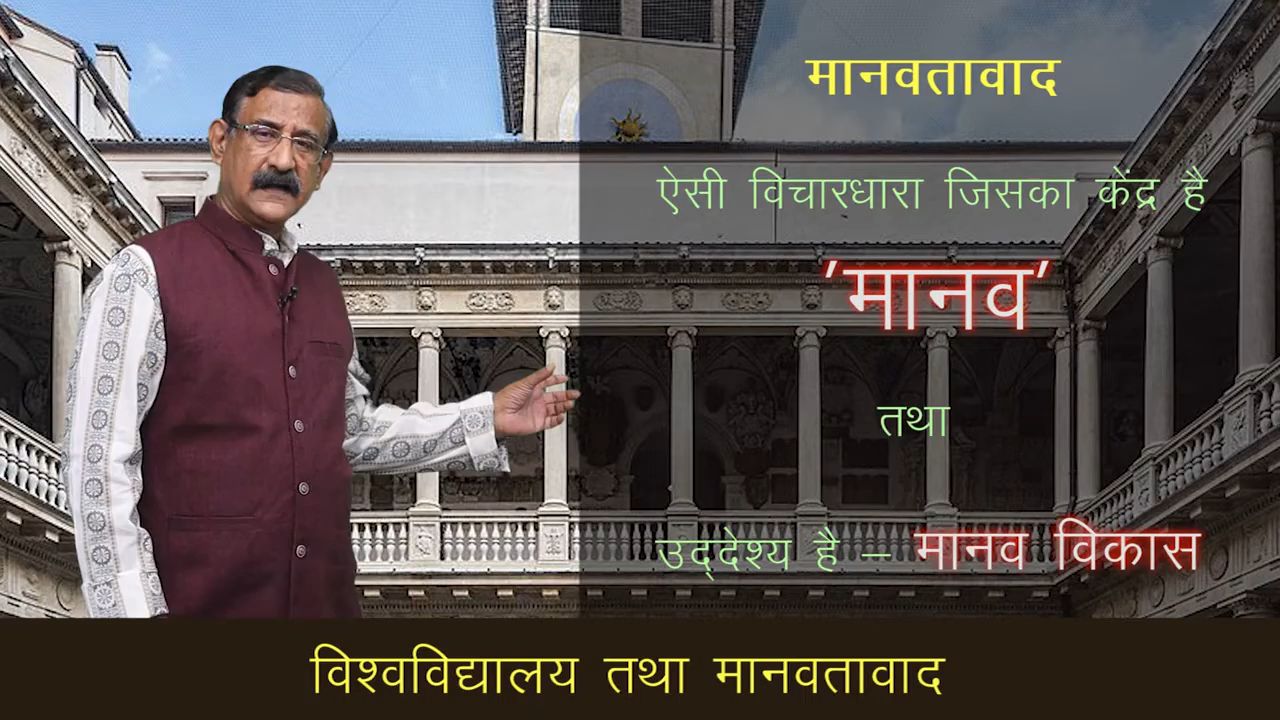 मानवतावाद
ऐसी विचारधारा जिसका केंद्र है
'मानव'
तथा
उद्‌देश्य है – मानव विकास
विश्वविद्यालय तथा मानवतावाद